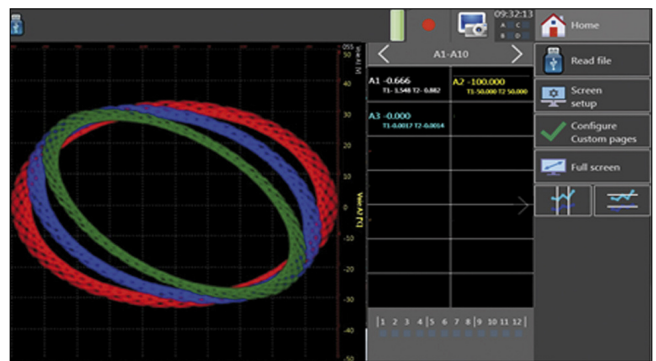 09:32:13
A C
B D
Home
A1-A10
Read file
A1 -0.666
T1- 1.548 T2- 0.882
A2 -100.000
T1-50.000 T2 50.000
Screen
setup
A3 -0.000
T1-0.0017 T2-0.0014
Configure
Custom pages
Full screen
50
40
30
20
10
0
-10
-20
-30
-40
-50
1 2 3 4 5 6 7 8 9 10 11 12